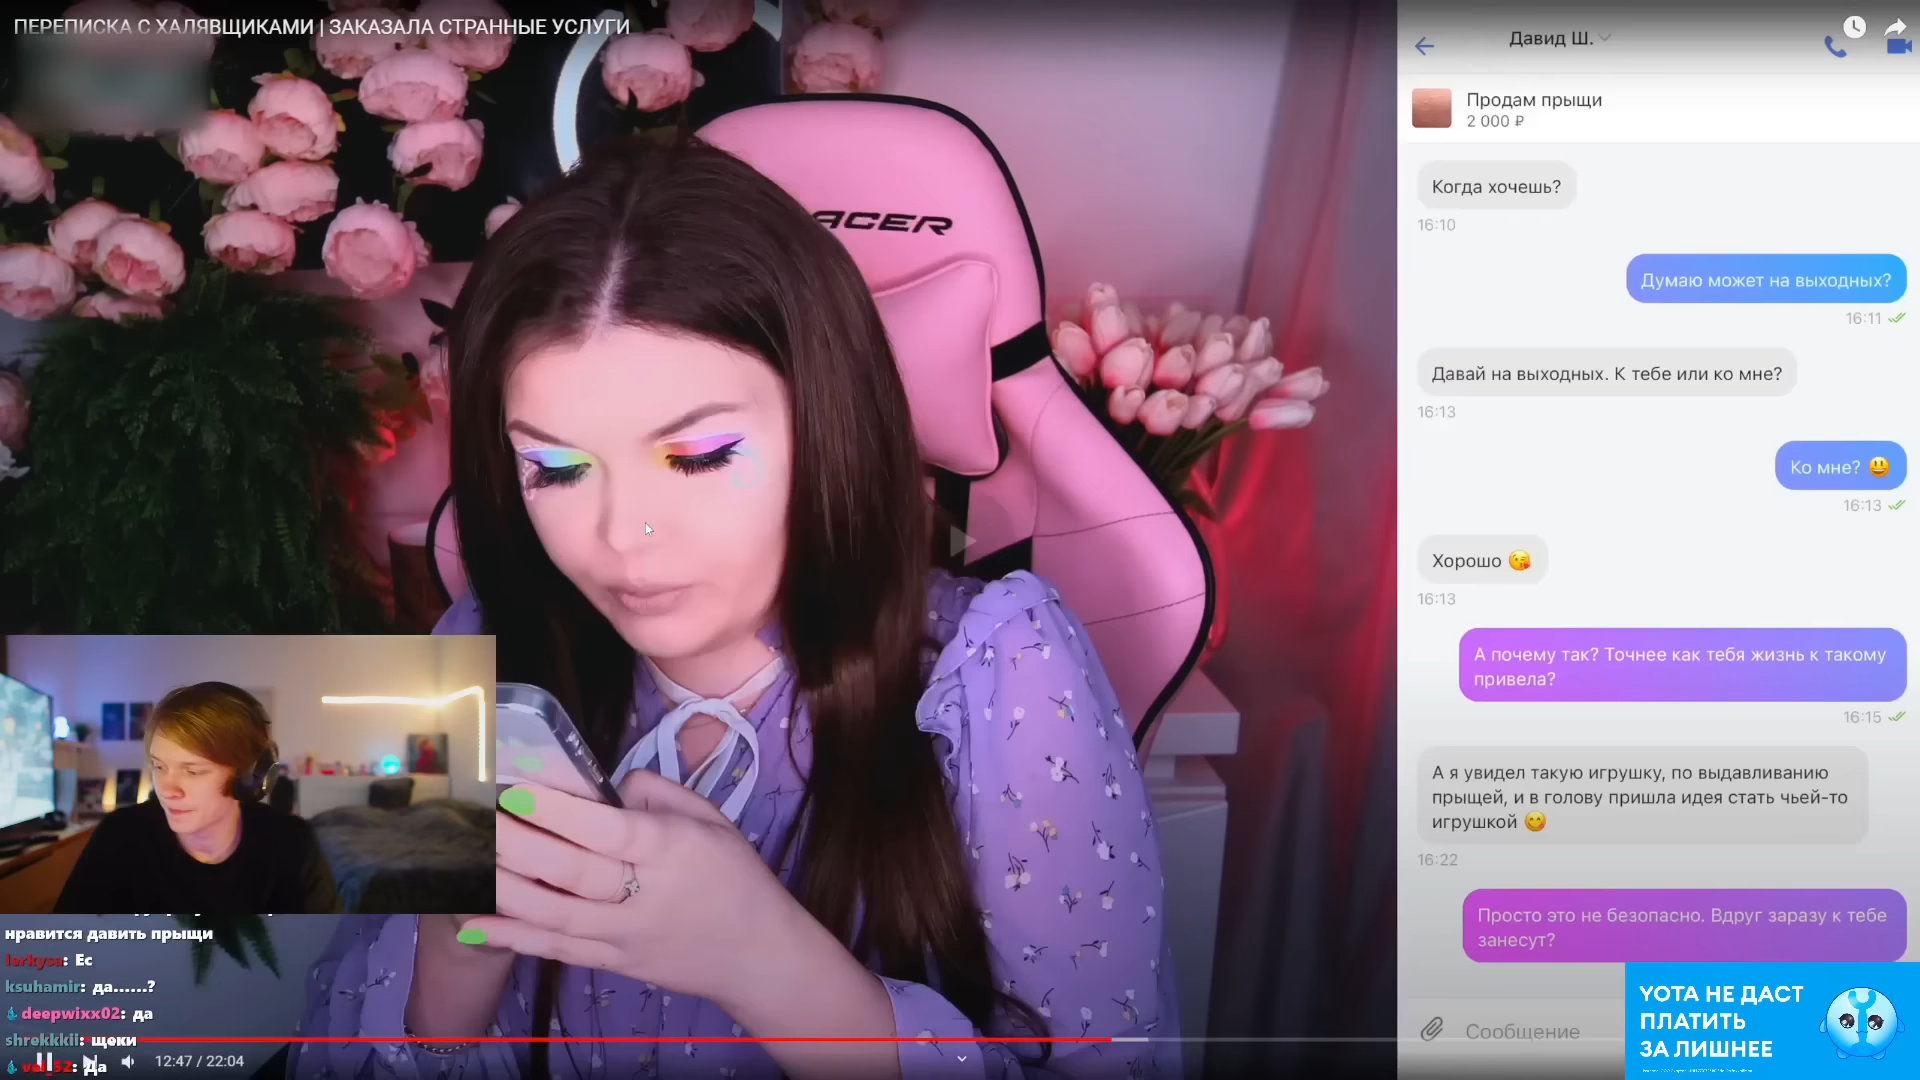 ПЕРЕПИСКА С ХАЛЯВЩИКАМИ | ЗАКАЗАЛА СТРАННЫЕ УСЛУГИ
ACER
Давид Ш.
Продам прыщи
2 000 ₽
Когда хочешь?
16:10
Думаю может на выходных?
16:11
Давай на выходных. К тебе или ко мне?
16:13
Ко мне? 😃
16:13
Хорошо 😘
16:13
А почему так? Точнее как тебя жизнь к такому
привела?
16:15
А я увидел такую игрушку, по выдавливанию
прыщей, и в голову пришла идея стать чьей-то
игрушкой 😋
16:22
Просто это не безопасно. Вдруг заразу к тебе
занесут?
Сообщение
YOTA НЕ ДАСТ
ПЛАТИТЬ
ЗА ЛИШНЕЕ
нравится давить прыщи
: Ес
ksuhamir: да......?
deepwixx02: да
shrekkkii: щеки
: Да
12:47 / 22:04